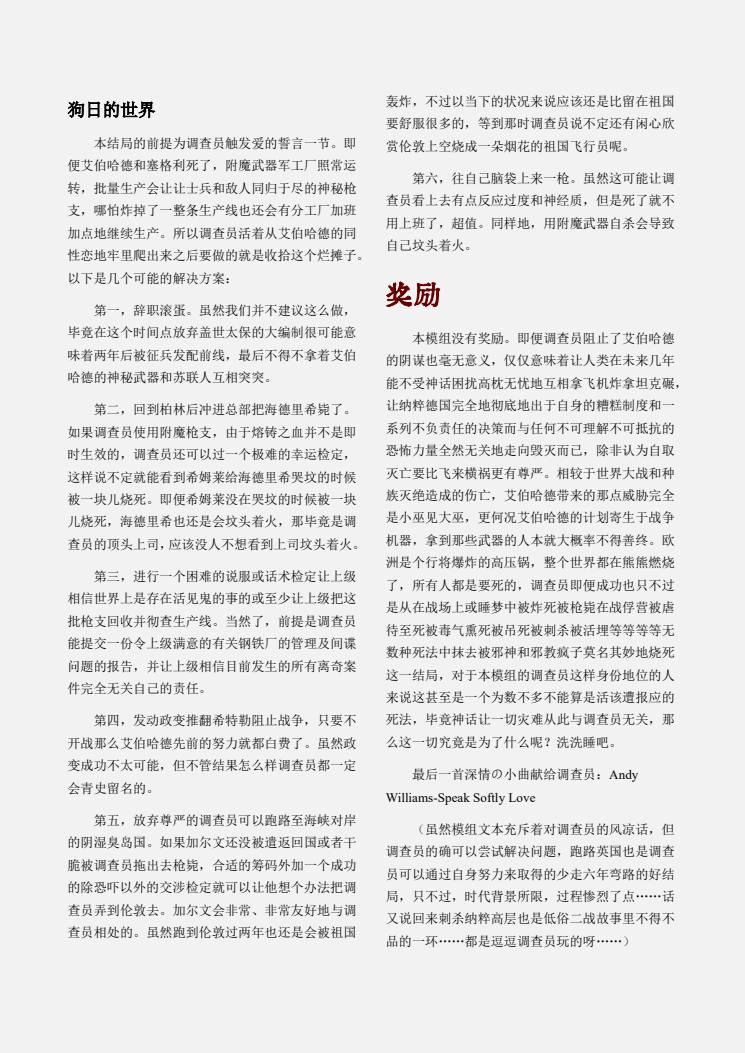 狗日的世界
本结局的前提为调查员触发爱的誓言一节。即
便艾伯哈德和塞格利死了，附魔武器军工厂照常运
转，批量生产会让让士兵和敌人同归于尽的神秘枪
支，哪怕炸掉了一整条生产线也还会有分工厂加班
加点地继续生产。所以调查员活着从艾伯哈德的同
性恋地牢里爬出来之后要做的就是收拾这个烂摊子。
以下是几个可能的解决方案：
第一，辞职滚蛋。虽然我们并不建议这么做，
毕竟在这个时间点放弃盖世太保的大编制很可能意
味着两年后被征兵发配前线，最后不得不拿着艾伯
哈德的神秘武器和苏联人互相突突。
第二，回到柏林后冲进总部把海德里希毙了。
如果调查员使用附魔枪支，由于熔铸之血并不是即
时生效的，调查员还可以过一个极难的幸运检定，
这样说不定就能看到希姆莱给海德里希哭坟的时候
被一块儿烧死。即便希姆莱没在哭坟的时候被一块
儿烧死，海德里希也还是会坟头着火，那毕竟是调
查员的顶头上司，应该没人不想看到上司坟头着火。
第三，进行一个困难的说服或话术检定让上级
相信世界上是存在活见鬼的事的或至少让上级把这
批枪支回收并彻查生产线。当然了，前提是调查员
能提交一份令上级满意的有关钢铁厂的管理及间谍
问题的报告，并让上级相信目前发生的所有离奇案
件完全无关自己的责任。
第四，发动政变推翻希特勒阻止战争，只要不
开战那么艾伯哈德先前的努力就都白费了。虽然政
变成功不太可能，但不管结果怎么样调查员都一定
会青史留名的。
第五，放弃尊严的调查员可以跑路至海峡对岸
的阴湿臭岛国。如果加尔文还没被遣返回国或者干
脆被调查员拖出去枪毙，合适的筹码外加一个成功
的除恐吓以外的交涉检定就可以让他想个办法把调
查员弄到伦敦去。加尔文会非常、非常友好地与调
查员相处的。虽然跑到伦敦过两年也还是会被祖国
轰炸，不过以当下的状况来说应该还是比留在祖国
要舒服很多的，等到那时调查员说不定还有闲心欣
赏伦敦上空烧成一朵烟花的祖国飞行员呢。
第六，往自己脑袋上来一枪。虽然这可能让调
查员看上去有点反应过度和神经质，但是死了就不
用上班了，超值。同样地，用附魔武器自杀会导致
自己坟头着火。
奖励
本模组没有奖励。即便调查员阻止了艾伯哈德
的阴谋也毫无意义，仅仅意味着让人类在未来几年
能不受神话困扰高枕无忧地互相拿飞机炸拿坦克碾，
让纳粹德国完全地彻底地出于自身的糟糕制度和一
系列不负责任的决策而与任何不可理解不可抵抗的
恐怖力量全然无关地走向毁灭而已，除非认为自取
灭亡要比飞来横祸更有尊严。相较于世界大战和种
族灭绝造成的伤亡，艾伯哈德带来的那点威胁完全
是小巫见大巫，更何况艾伯哈德的计划寄生于战争
机器，拿到那些武器的人本就大概率不得善终。欧
洲是个行将爆炸的高压锅，整个世界都在熊熊燃烧
了，所有人都是要死的，调查员即便成功也只不过
是从在战场上或睡梦中被炸死被枪毙在战俘营被虐
待至死被毒气熏死被吊死被刺杀被活埋等等等等无
数种死法中抹去被邪神和邪教疯子莫名其妙地烧死
这一结局，对于本模组的调查员这样身份地位的人
来说这甚至是一个为数不多不能算是活该遭报应的
死法，毕竟神话让一切灾难从此与调查员无关，那
么这一切究竟是为了什么呢？洗洗睡吧。
最后一首深情の小曲献给调查员：Andy
Williams-Speak Softly Love
（虽然模组文本充斥着对调查员的风凉话，但
调查员的确可以尝试解决问题，跑路英国也是调查
员可以通过自身努力来取得的少走六年弯路的好结
局，只不过，时代背景所限，过程惨烈了点……话
又说回来刺杀纳粹高层也是低俗二战故事里不得不
品的一环……都是逗逗调查员玩的呀……）